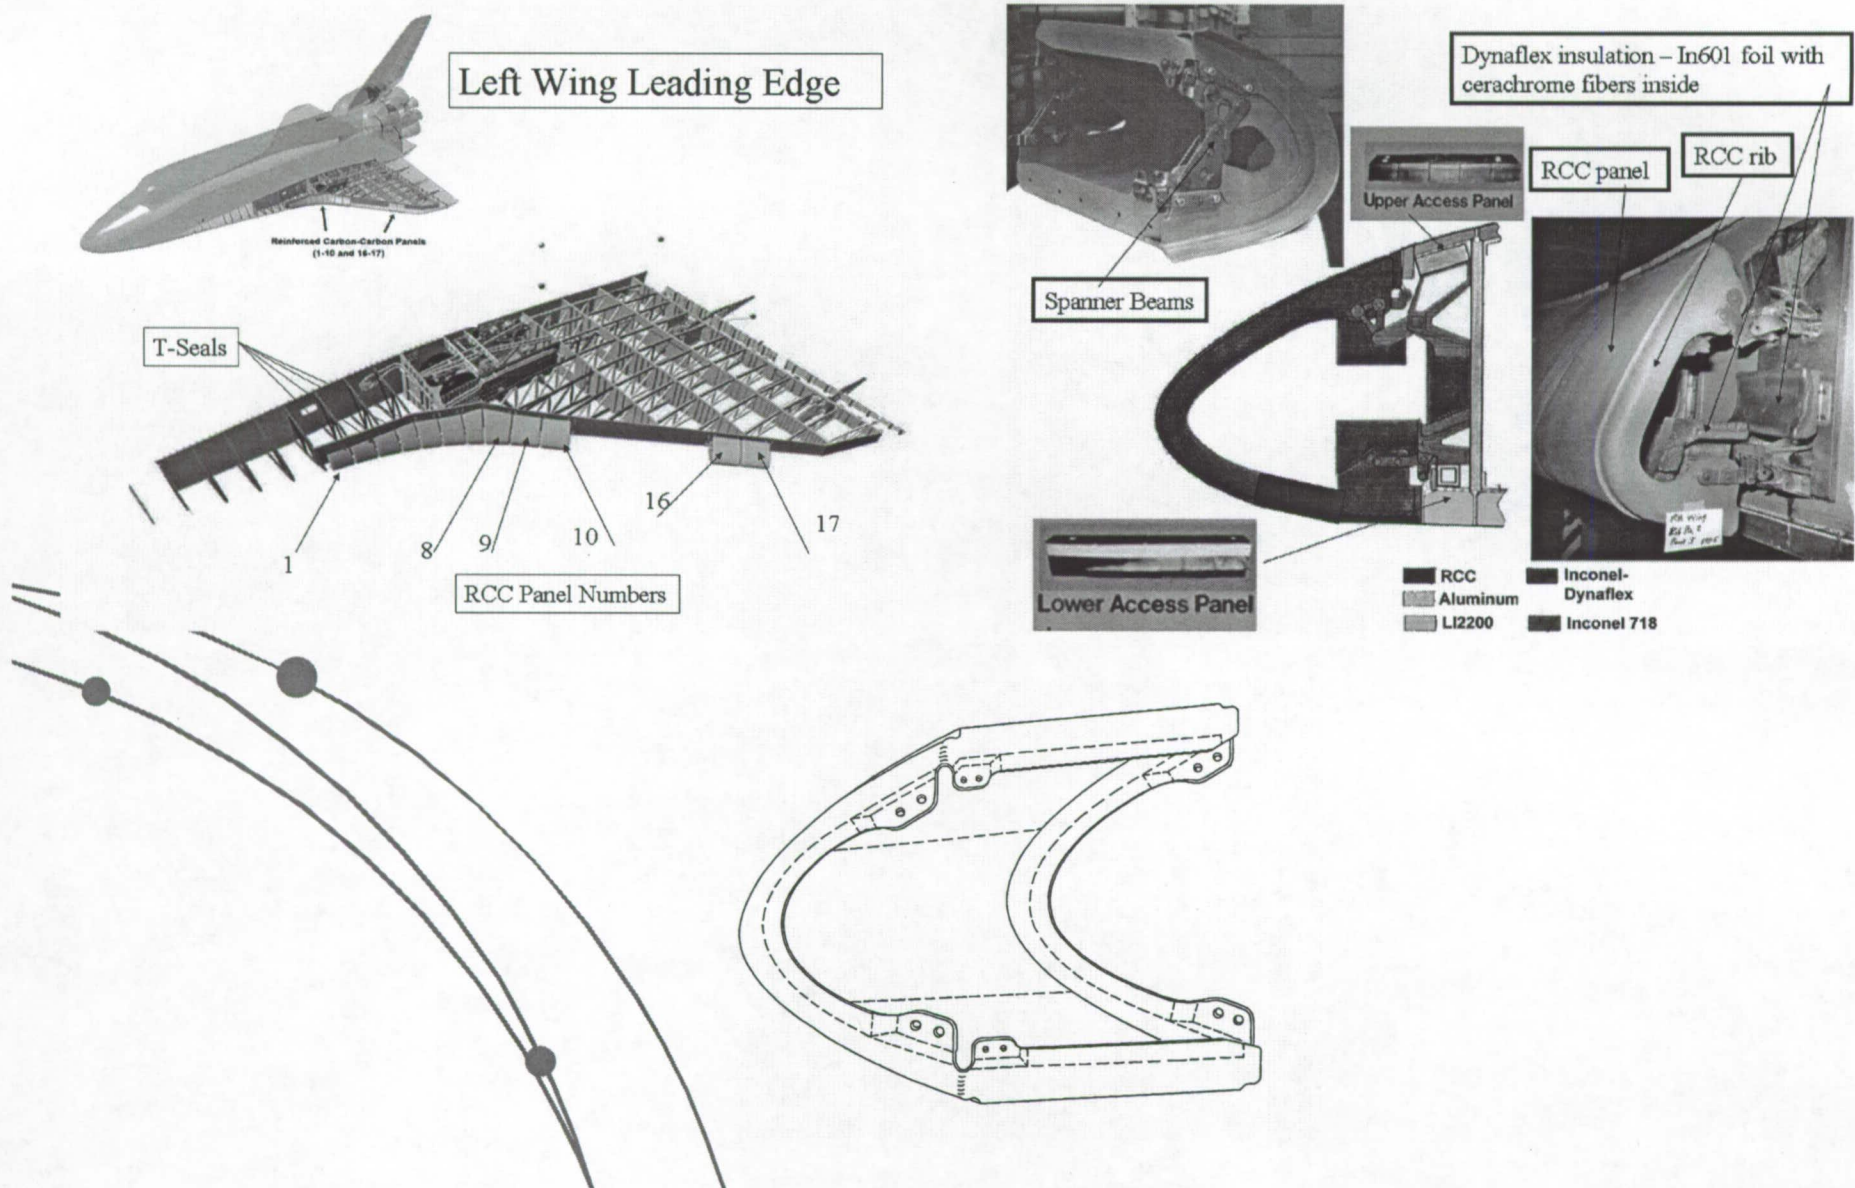 Left Wing Leading Edge
Reinforced Carbon-Carbon Panels
(1-10 and 16-17)
T-Seals
1
8
9
10
16
17
RCC Panel Numbers
Dynaflex insulation – In601 foil with
cerachrome fibers inside
RCC panel
RCC rib
Upper Access Panel
Spanner Beams
Lower Access Panel
RCC
Aluminum
LI2200
Inconel-
Dynaflex
Inconel 718